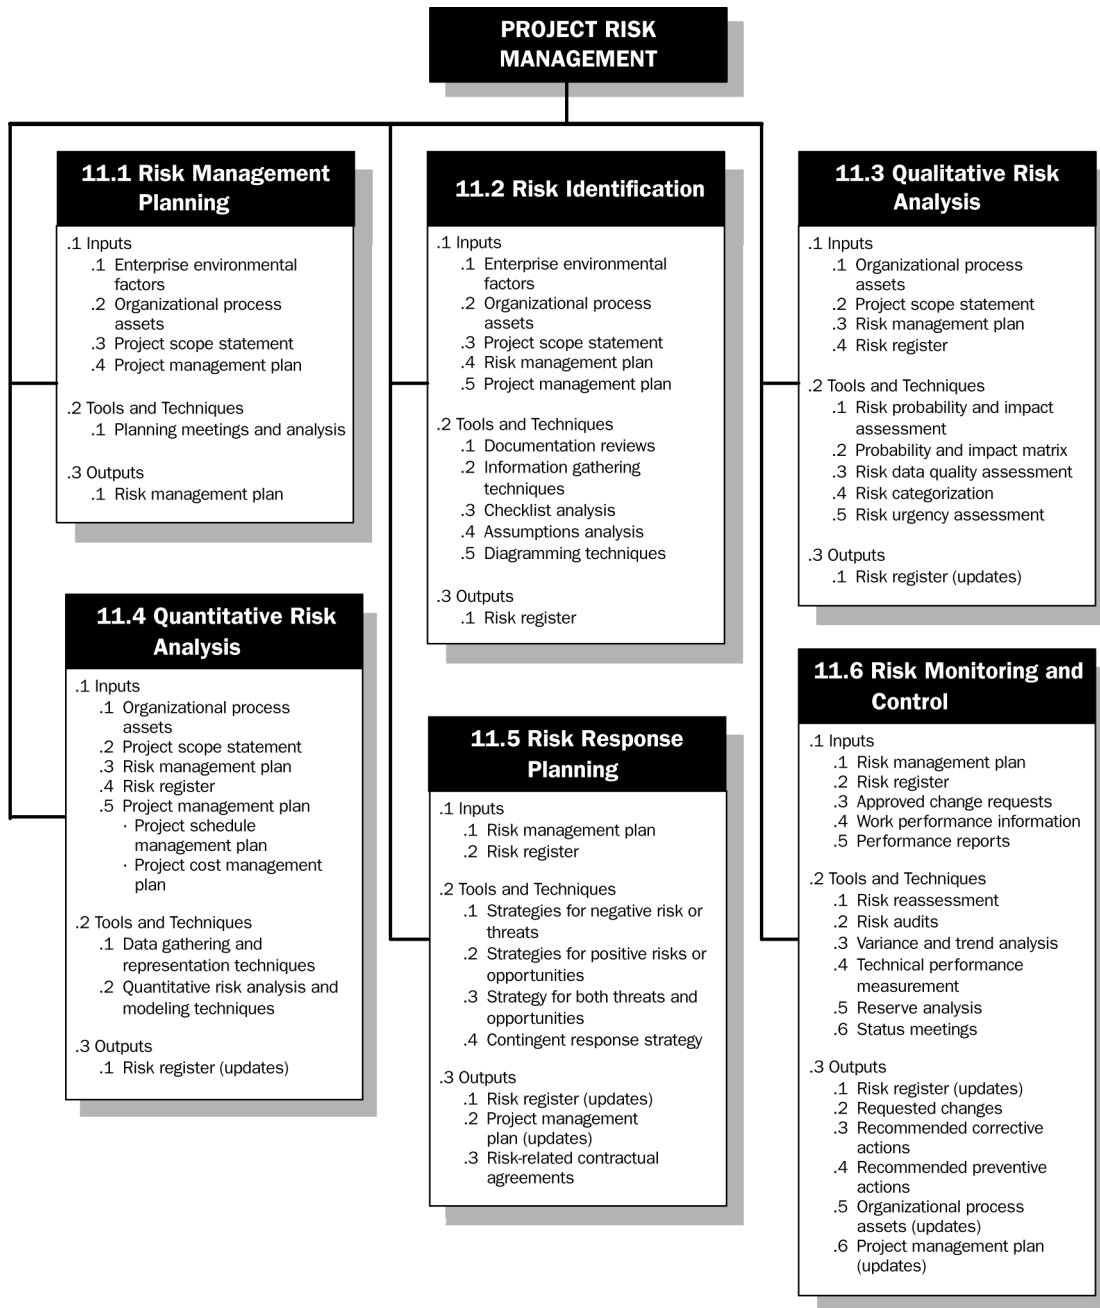 PROJECT RISK
MANAGEMENT
11.1 Risk Management
Planning
.1 Inputs
.1 Enterprise environmental
factors
.2 Organizational process
assets
.3 Project scope statement
.4 Project management plan
.2 Tools and Techniques
.1 Planning meetings and analysis
.3 Outputs
.1 Risk management plan
11.2 Risk Identification
.1 Inputs
.1 Enterprise environmental
factors
.2 Organizational process
assets
.3 Project scope statement
.4 Risk management plan
.5 Project management plan
.2 Tools and Techniques
.1 Documentation reviews
.2 Information gathering
techniques
.3 Checklist analysis
.4 Assumptions analysis
.5 Diagramming techniques
.3 Outputs
.1 Risk register
11.3 Qualitative Risk
Analysis
.1 Inputs
.1 Organizational process
assets
.2 Project scope statement
.3 Risk management plan
.4 Risk register
.2 Tools and Techniques
.1 Risk probability and impact
assessment
.2 Probability and impact matrix
.3 Risk data quality assessment
.4 Risk categorization
.5 Risk urgency assessment
.3 Outputs
.1 Risk register (updates)
11.4 Quantitative Risk
Analysis
.1 Inputs
.1 Organizational process
assets
.2 Project scope statement
.3 Risk management plan
.4 Risk register
.5 Project management plan
· Project schedule
management plan
· Project cost management
plan
.2 Tools and Techniques
.1 Data gathering and
representation techniques
.2 Quantitative risk analysis and
modeling techniques
.3 Outputs
.1 Risk register (updates)
11.5 Risk Response
Planning
.1 Inputs
.1 Risk management plan
.2 Risk register
.2 Tools and Techniques
.1 Strategies for negative risk or
threats
.2 Strategies for positive risks or
opportunities
.3 Strategy for both threats and
opportunities
.4 Contingent response strategy
.3 Outputs
.1 Risk register (updates)
.2 Project management
plan (updates)
.3 Risk-related contractual
agreements
11.6 Risk Monitoring and
Control
.1 Inputs
.1 Risk management plan
.2 Risk register
.3 Approved change requests
.4 Work performance information
.5 Performance reports
.2 Tools and Techniques
.1 Risk reassessment
.2 Risk audits
.3 Variance and trend analysis
.4 Technical performance
measurement
.5 Reserve analysis
.6 Status meetings
.3 Outputs
.1 Risk register (updates)
.2 Requested changes
.3 Recommended corrective
actions
.4 Recommended preventive
actions
.5 Organizational process
assets (updates)
.6 Project management plan
(updates)